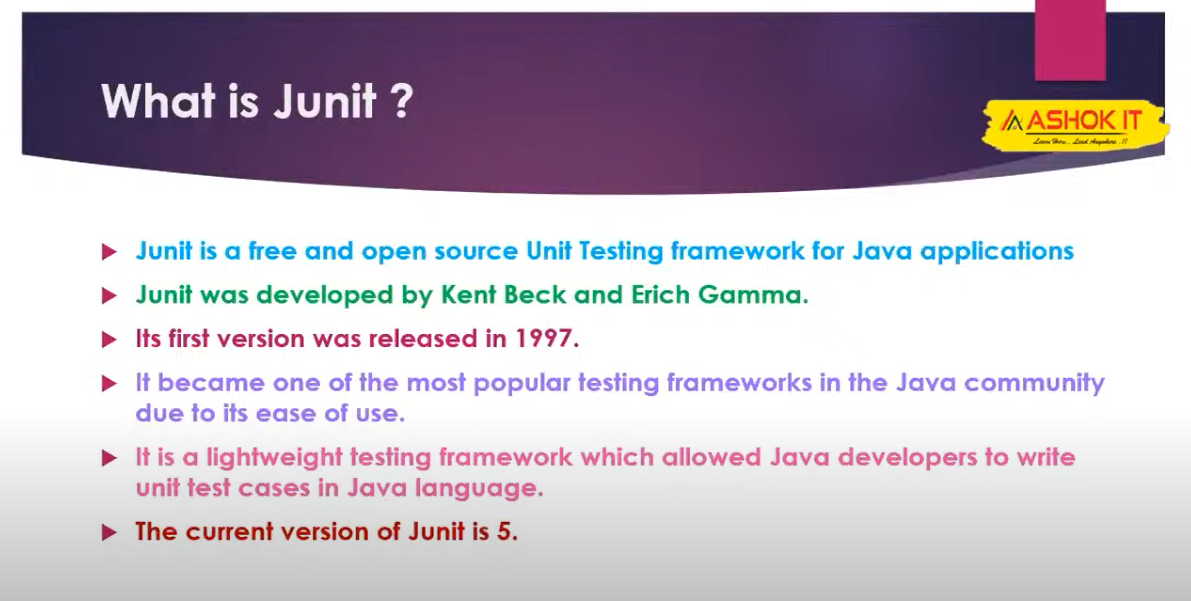 What is Junit ?
ASHOK IT
Learn Here.. Lead Anywhere..!!
Junit is a free and open source Unit Testing framework for Java applications
Junit was developed by Kent Beck and Erich Gamma.
Its first version was released in 1997.
It became one of the most popular testing frameworks in the Java community
due to its ease of use.
It is a lightweight testing framework which allowed Java developers to write
unit test cases in Java language.
The current version of Junit is 5.